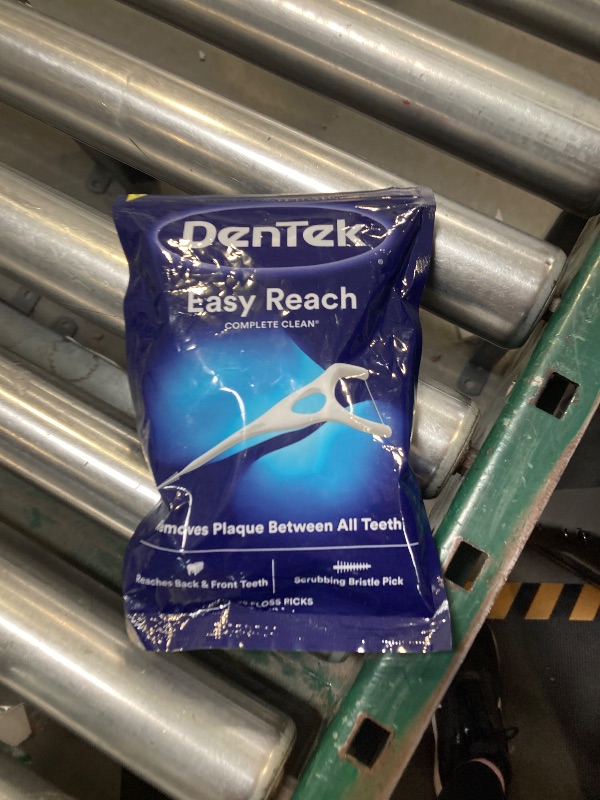 DenTek
Easy Reach
COMPLETE CLEAN®
Removes Plaque Between All Teeth
Reaches Back & Front Teeth
Scrubbing Bristle Pick
FLOSS PICKS